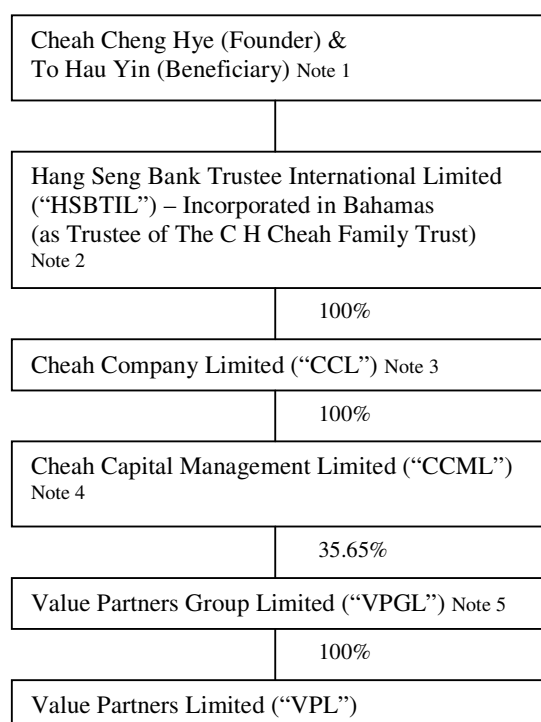 Cheah Cheng Hye (Founder) &
To Hau Yin (Beneficiary) Note 1
Hang Seng Bank Trustee International Limited
(“HSBTIL”) – Incorporated in Bahamas
(as Trustee of The C H Cheah Family Trust)
Note 2
100%
Cheah Company Limited (“CCL”) Note 3
100%
Cheah Capital Management Limited (“CCML”)
Note 4
35.65%
Value Partners Group Limited (“VPGL”) Note 5
100%
Value Partners Limited (“VPL”)